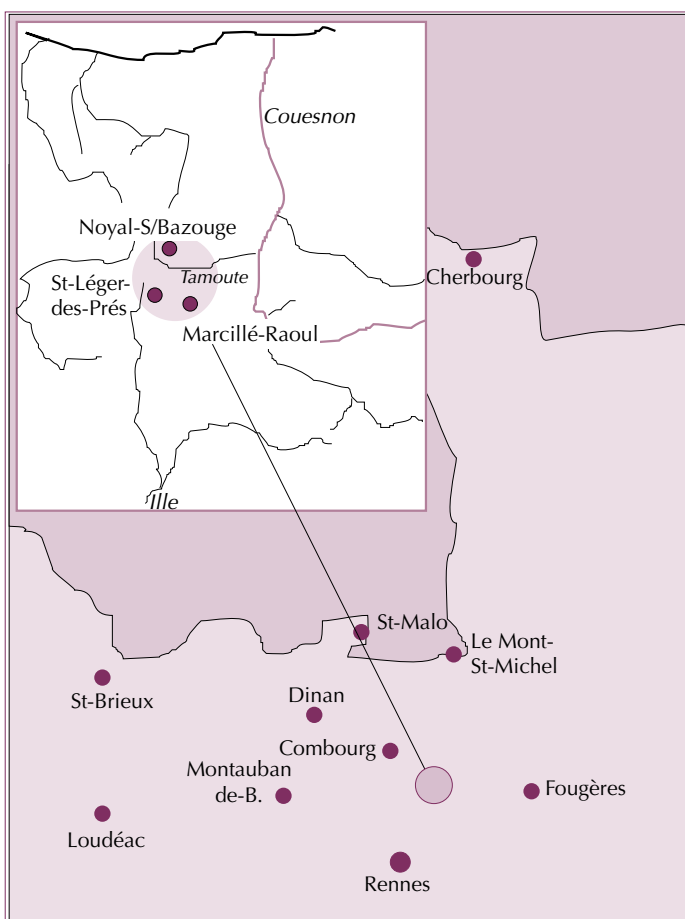 Couesnon
Noyal-S/Bazouge
St-Léger-
des-Prés
Tamoute
Marcillé-Raoul
Ille
Cherbourg
St-Malo
Le Mont-
St-Michel
St-Brieux
Dinan
Combourg
Montauban
de-B.
Fougères
Loudéac
Rennes